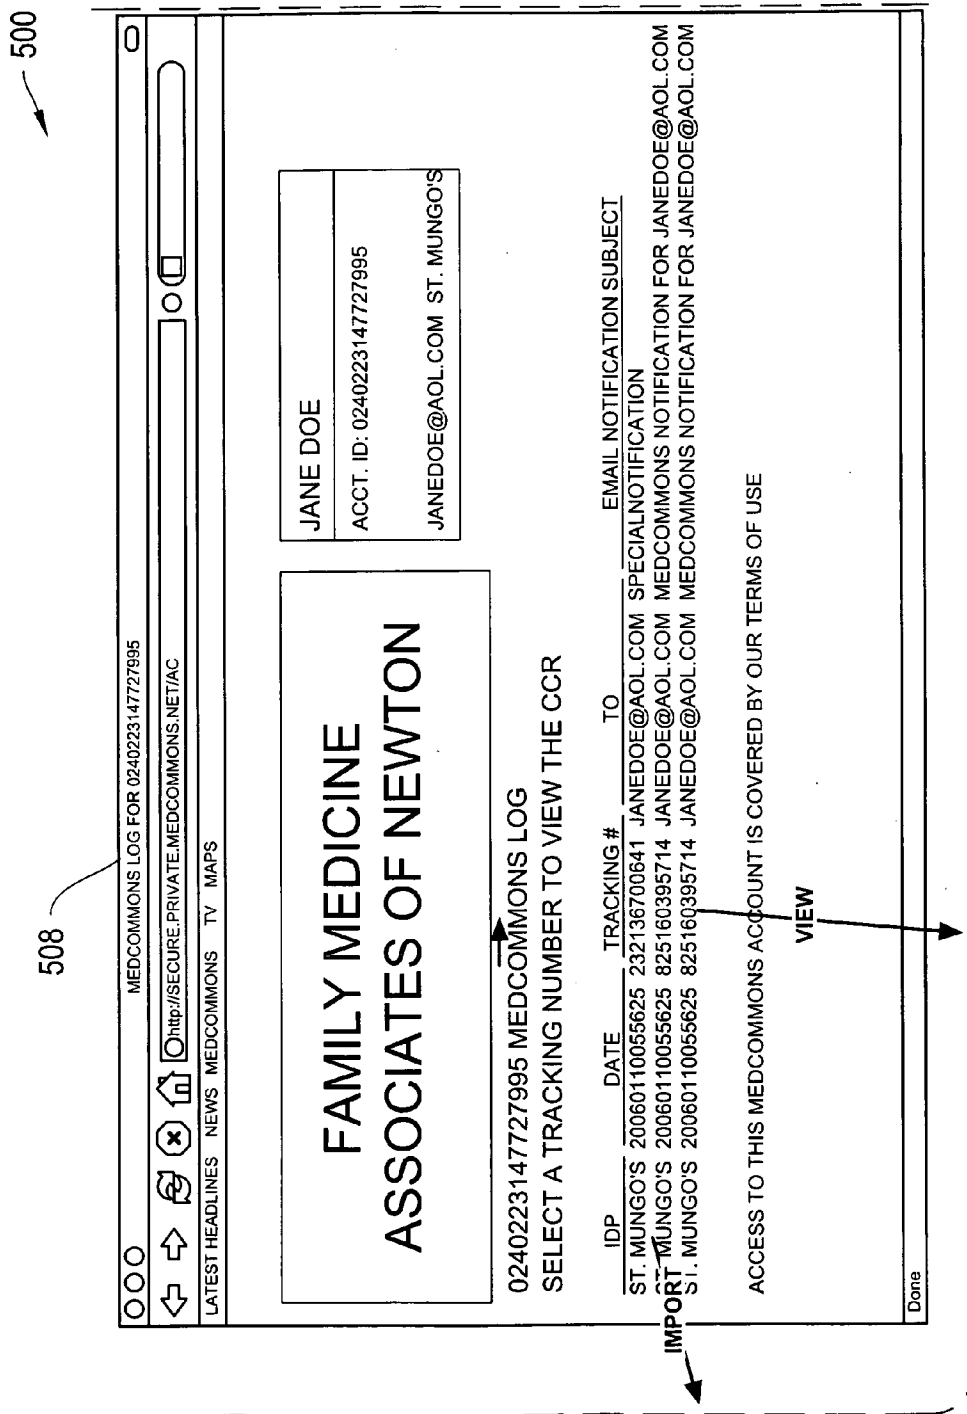 500
508
MEDCOMMONS LOG FOR 0240223147727995
http://SECURE.PRIVATE.MEDCOMMONS.NET/AC
LATEST HEADLINES NEWS MEDCOMMONS TV MAPS
FAMILY MEDICINE
ASSOCIATES OF NEWTON
JANE DOE
ACCT. ID: 0240223147727995
JANEDOE@AOL.COM ST. MUNGO'S
0240223147727995 MEDCOMMONS LOG
SELECT A TRACKING NUMBER TO VIEW THE CCR
IDP DATE TRACKING # TO EMAIL NOTIFICATION SUBJECT
ST. MUNGO'S 20060110055625 232136700641 JANEDOE@AOL.COM SPECIALNOTIFICATION
ST. MUNGO'S 20060110055625 825160395714 JANEDOE@AOL.COM MEDCOMMONS NOTIFICATION FOR JANEDOE@AOL.COM
ST. MUNGO'S 20060110055625 825160395714 JANEDOE@AOL.COM MEDCOMMONS NOTIFICATION FOR JANEDOE@AOL.COM
IMPORT
VIEW
ACCESS TO THIS MEDCOMMONS ACCOUNT IS COVERED BY OUR TERMS OF USE
Done